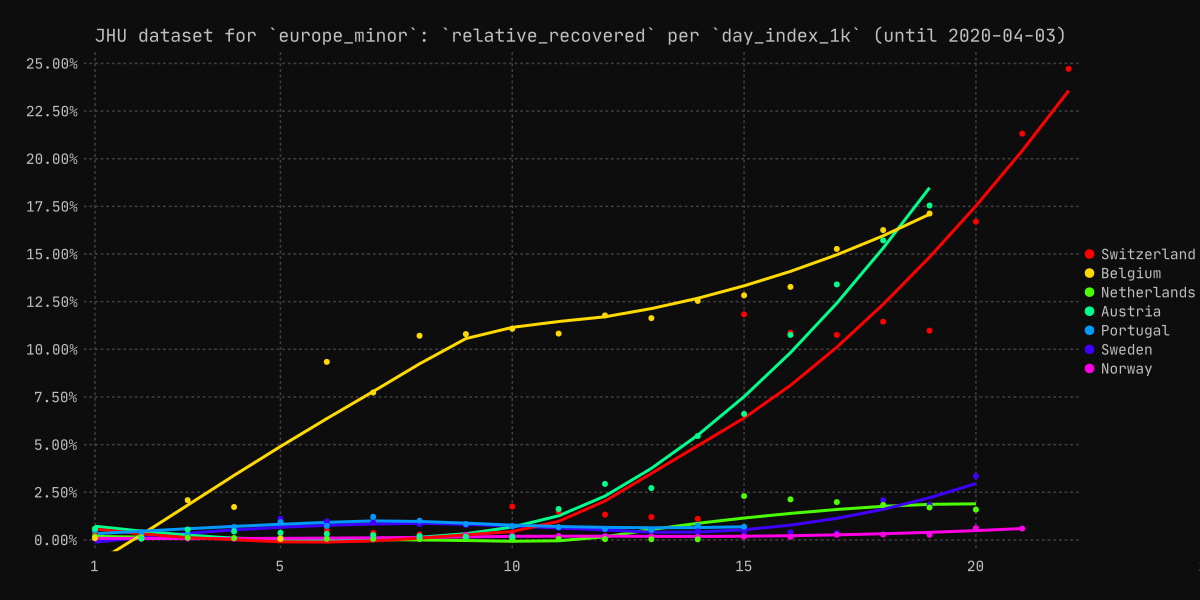 JHU dataset for `europe_minor`: `relative_recovered` per `day_index_1k` (until 2020-04-03)
25.00%
22.50%
20.00%
17.50%
15.00%
12.50%
10.00%
7.50%
5.00%
2.50%
0.00%
1 5 10 15 20
Switzerland
Belgium
Netherlands
Austria
Portugal
Sweden
Norway